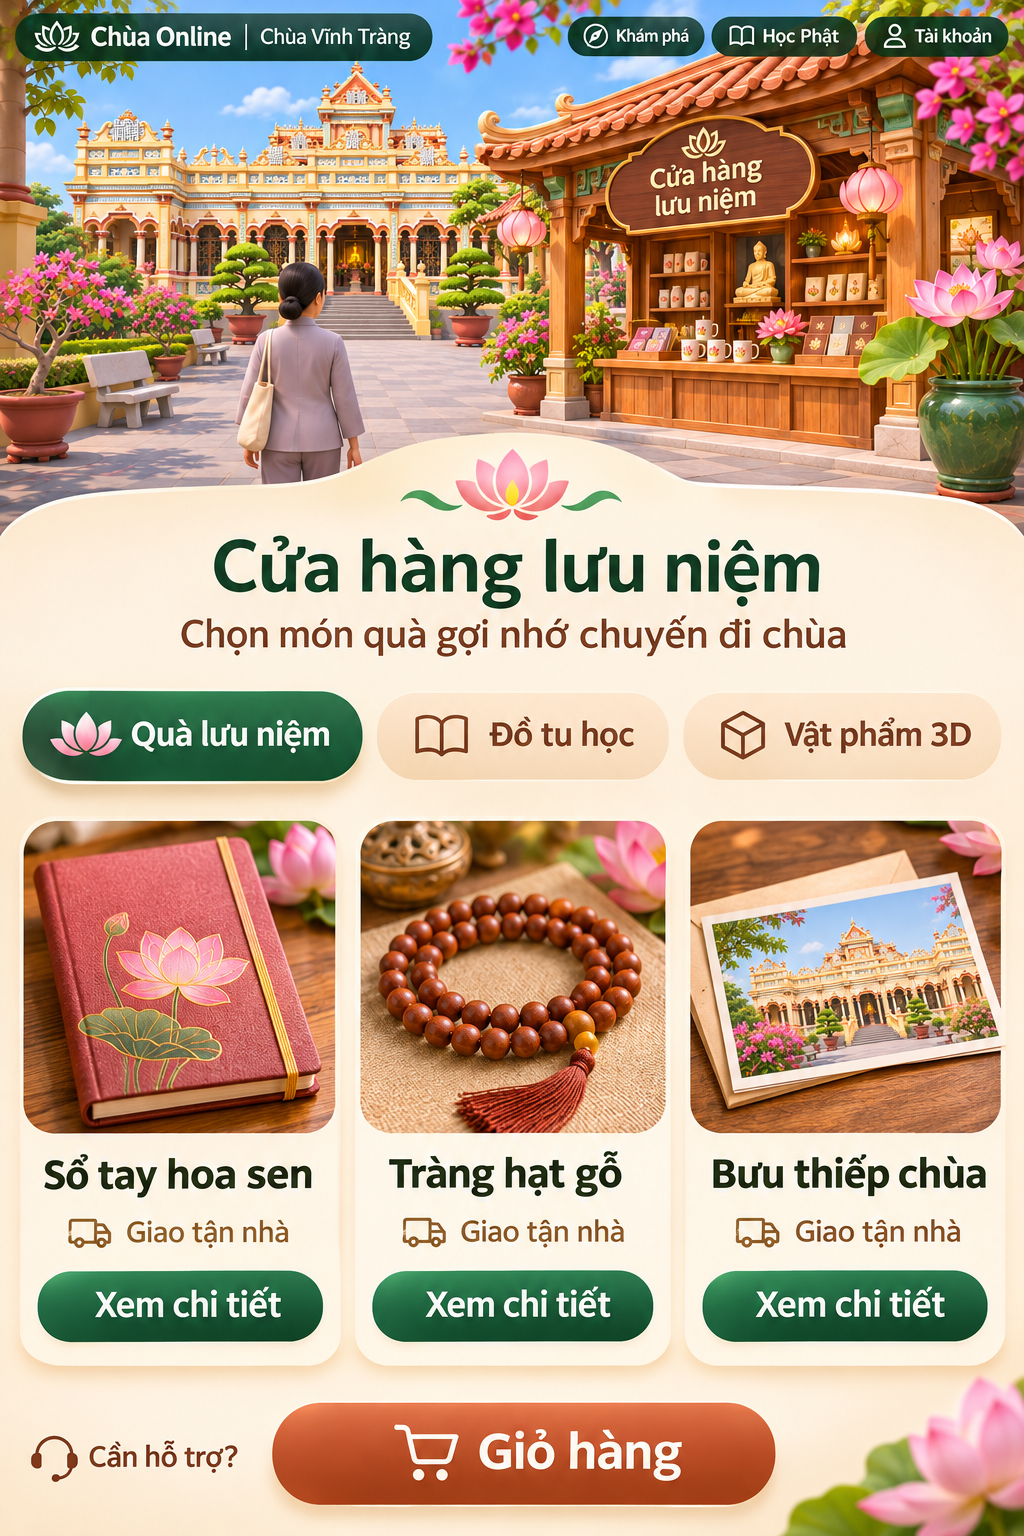 Chùa Online | Chùa Vĩnh Tràng
Khám phá
Học Phật
Tài khoản
Cửa hàng
lưu niệm
Cửa hàng lưu niệm
Chọn món quà gợi nhớ chuyến đi chùa
Quà lưu niệm
Đồ tu học
Vật phẩm 3D
Sổ tay hoa sen
Giao tận nhà
Xem chi tiết
Tràng hạt gỗ
Giao tận nhà
Xem chi tiết
Bưu thiếp chùa
Giao tận nhà
Xem chi tiết
Cần hỗ trợ?
Giỏ hàng